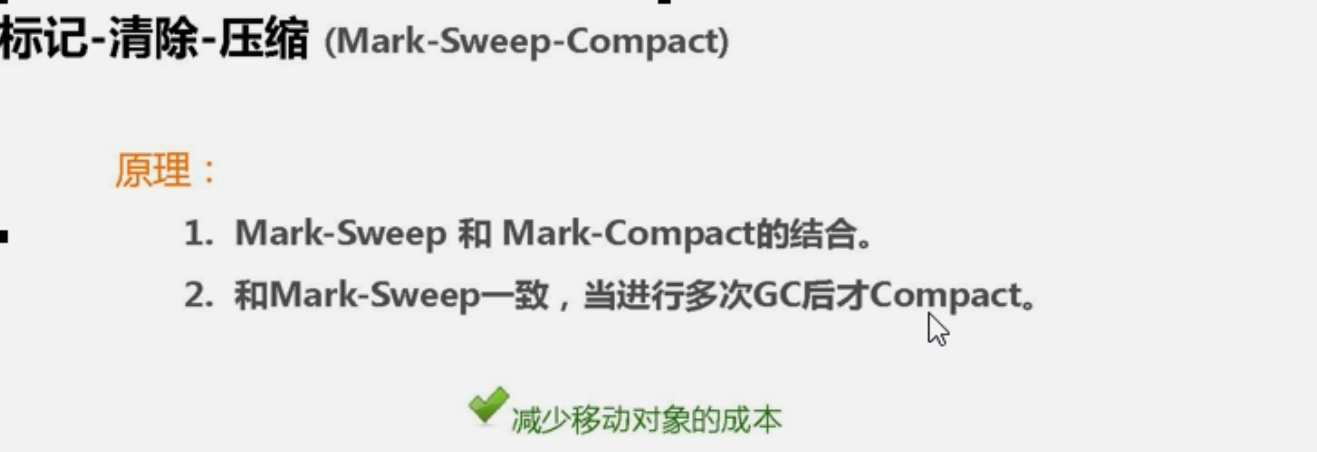 标记-清除-压缩 (Mark-Sweep-Compact)
原理：
1. Mark-Sweep 和 Mark-Compact的结合。
2. 和Mark-Sweep一致，当进行多次GC后才Compact。
减少移动对象的成本